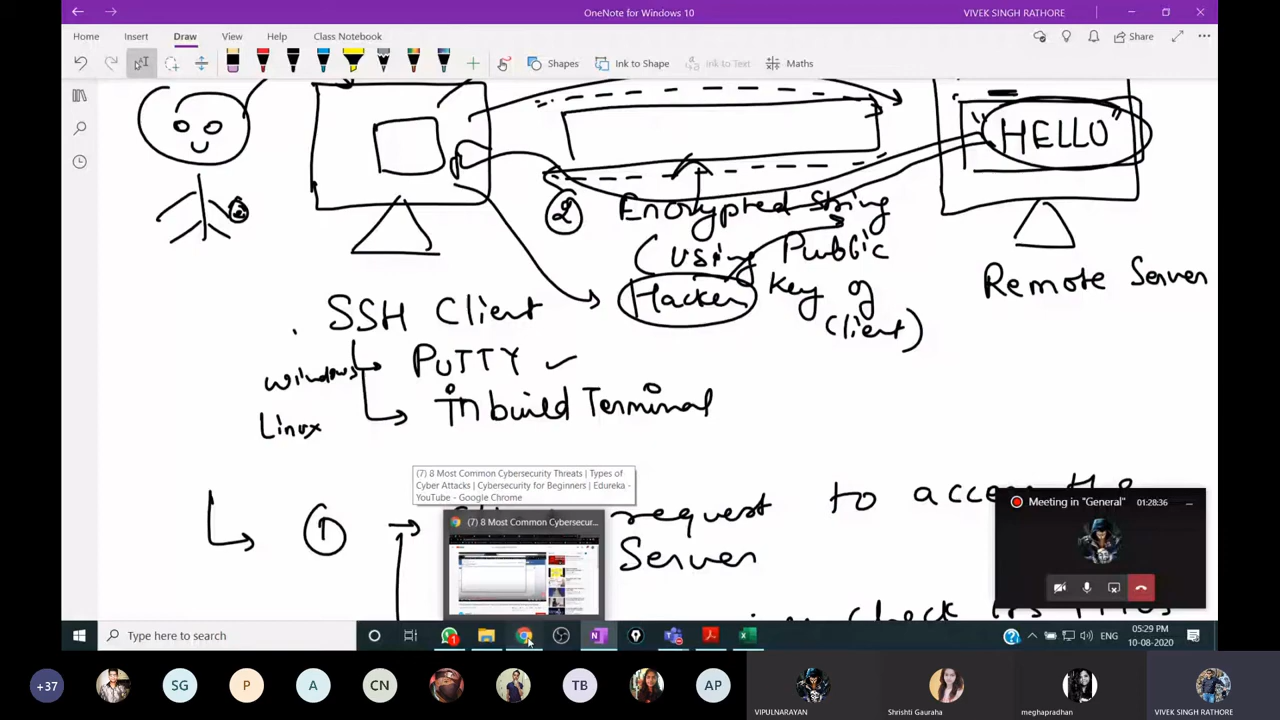 OneNote for Windows 10
VIVEK SINGH RATHORE
Home Insert Draw View Help Class Notebook
Share
Shapes
Ink to Shape
Ink to Text
Maths
"HELLO"
2
2
Encrypted String
(Using Public
Key of
Client)
Hacker
Remote Server
SSH Client
Windows
PUTTY
Inbuild Terminal
Linux
(7) 8 Most Common Cybersecurity Threats | Types of
Cyber Attacks | Cybersecurity for Beginners | Edureka -
YouTube - Google Chrome
(7) 8 Most Common Cybersecur...
1
request to access the
Server
check its
Meeting in "General"
01:28:36
Type here to search
1
ENG
05:29 PM
10-08-2020
+37
SG
P
A
CN
TB
AP
VIPULNARAYAN
Shrishti Gauraha
meghapradhan
VIVEK SINGH RATHORE